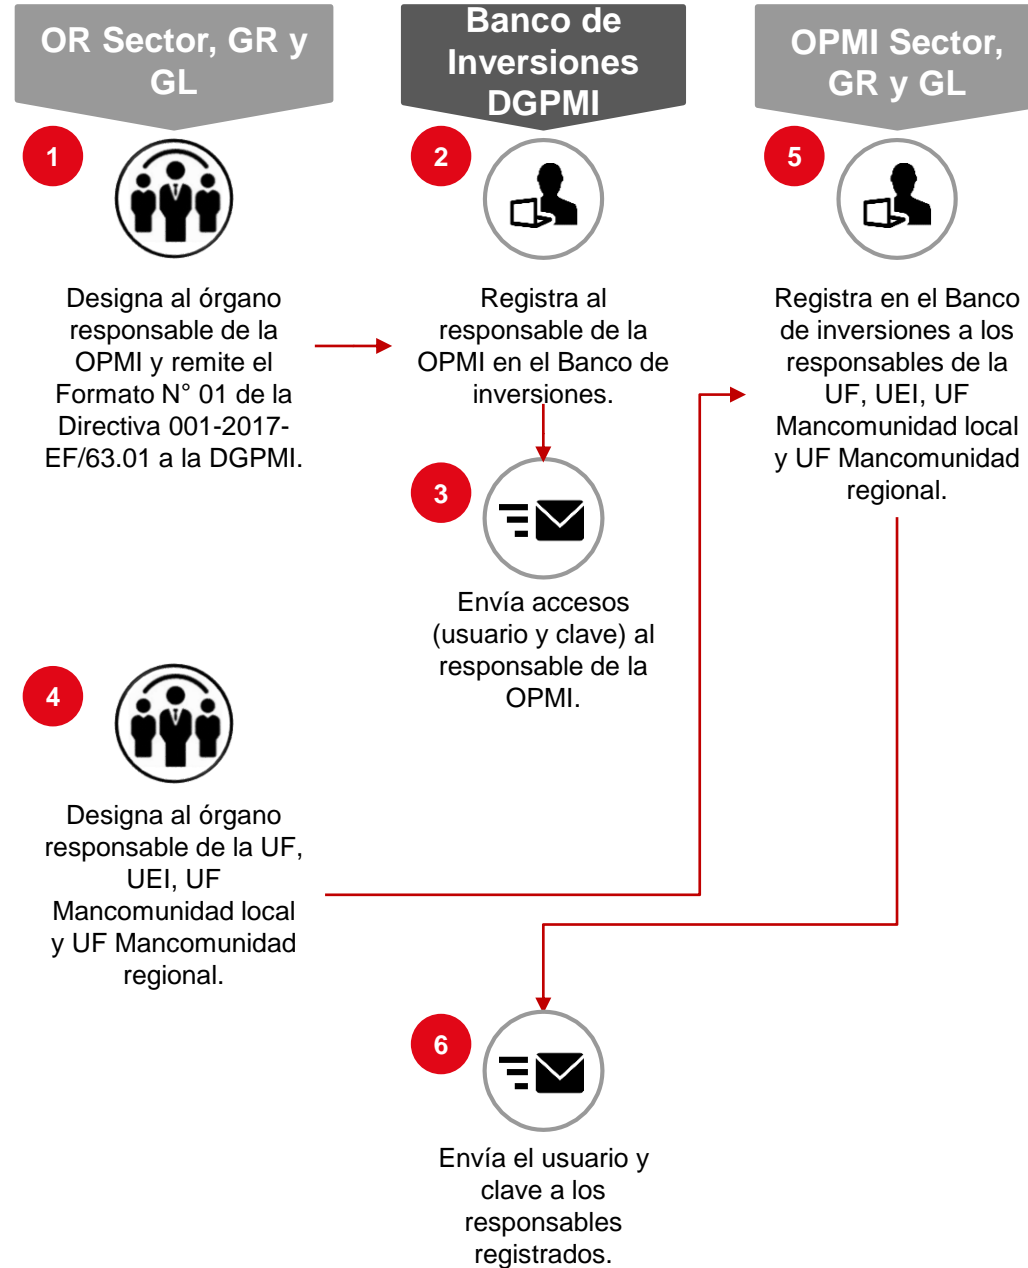 OR Sector, GR y
GL
Banco de
Inversiones
DGPMI
OPMI Sector,
GR y GL
1
Designa al órgano
responsable de la
OPMI y remite el
Formato N° 01 de la
Directiva 001-2017-
EF/63.01 a la DGPMI.
2
Registra al
responsable de la
OPMI en el Banco de
inversiones.
3
Envía accesos
(usuario y clave) al
responsable de la
OPMI.
4
Designa al órgano
responsable de la UF,
UEI, UF
Mancomunidad local
y UF Mancomunidad
regional.
5
Registra en el Banco
de inversiones a los
responsables de la
UF, UEI, UF
Mancomunidad local
y UF Mancomunidad
regional.
6
Envía el usuario y
clave a los
responsables
registrados.